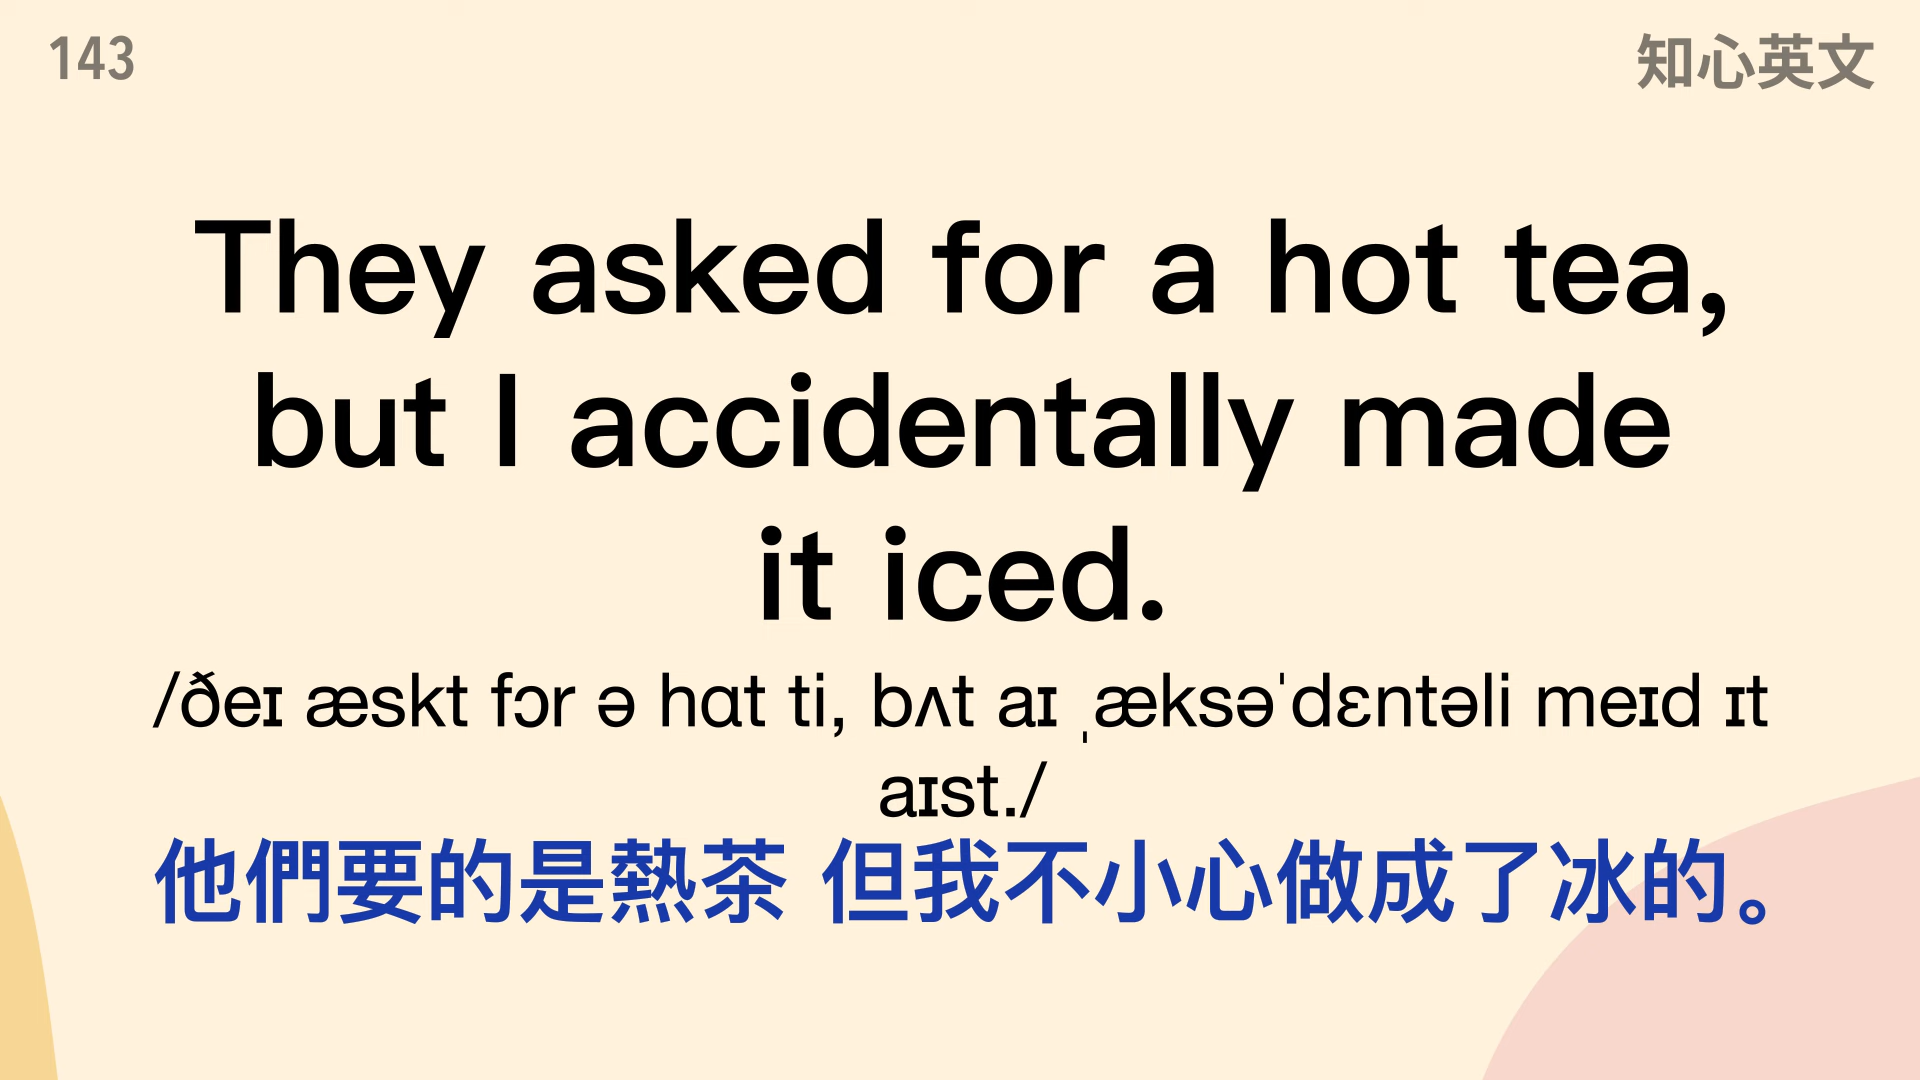 143
知心英文
They asked for a hot tea,
but I accidentally made
it iced.
/ðeɪ æskt fɔr ə hɑt ti, bʌt aɪ ˌæksəˈdɛntəli meɪd ɪt
aɪst./
他們要的是熱茶 但我不小心做成了冰的。